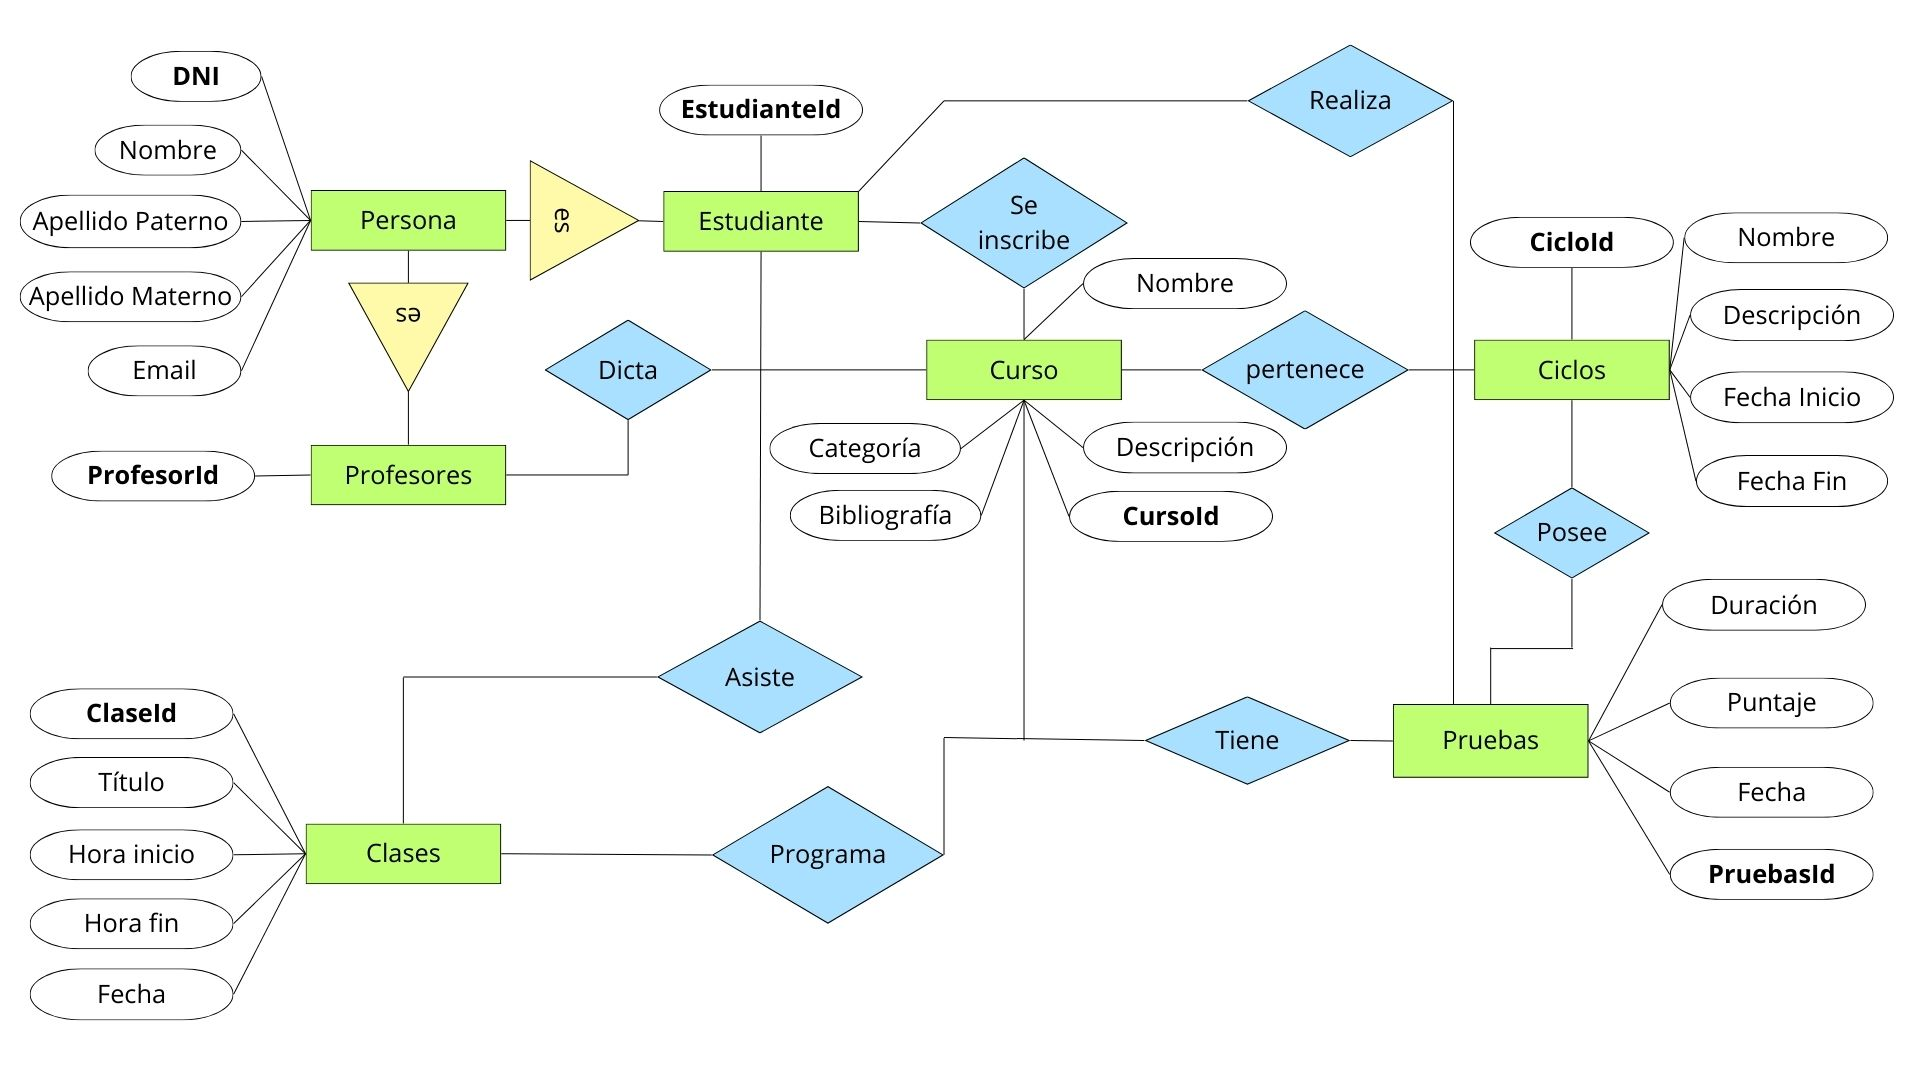 DNI
Nombre
Apellido Paterno
Apellido Materno
Email
Persona
es
es
ProfesorId
Profesores
EstudianteId
Estudiante
Realiza
Se
inscribe
Nombre
Dicta
Curso
pertenece
Categoría
Descripción
Bibliografía
CursoId
CicloId
Nombre
Ciclos
Descripción
Fecha Inicio
Fecha Fin
Posee
Duración
Puntaje
Pruebas
Fecha
PruebasId
Tiene
Asiste
Programa
Clases
ClaseId
Título
Hora inicio
Hora fin
Fecha